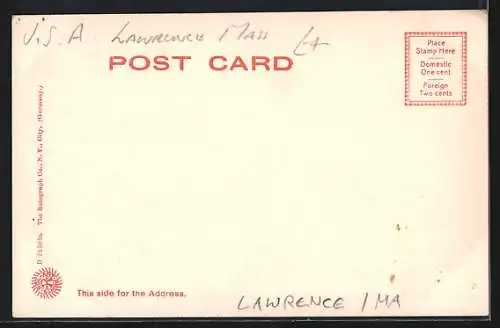 U.S.A LAWRENCE MASS £4
POST CARD
Place
Stamp Here
Domestic
One cent
Foreign
Two cents
The Rotograph Co., N. Y. City. (Germany.)
This side for the Address.
LAWRENCE / MA